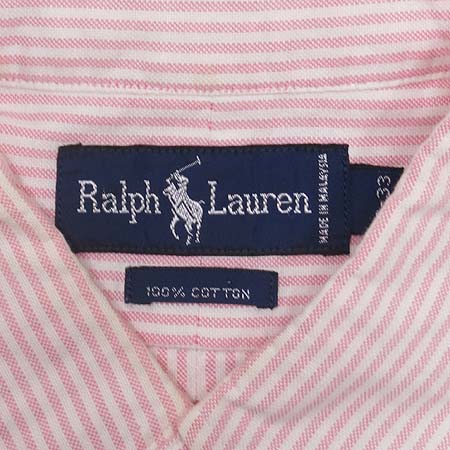 Ralph Lauren
MADE IN MALAYSIA
33
100% COTTON